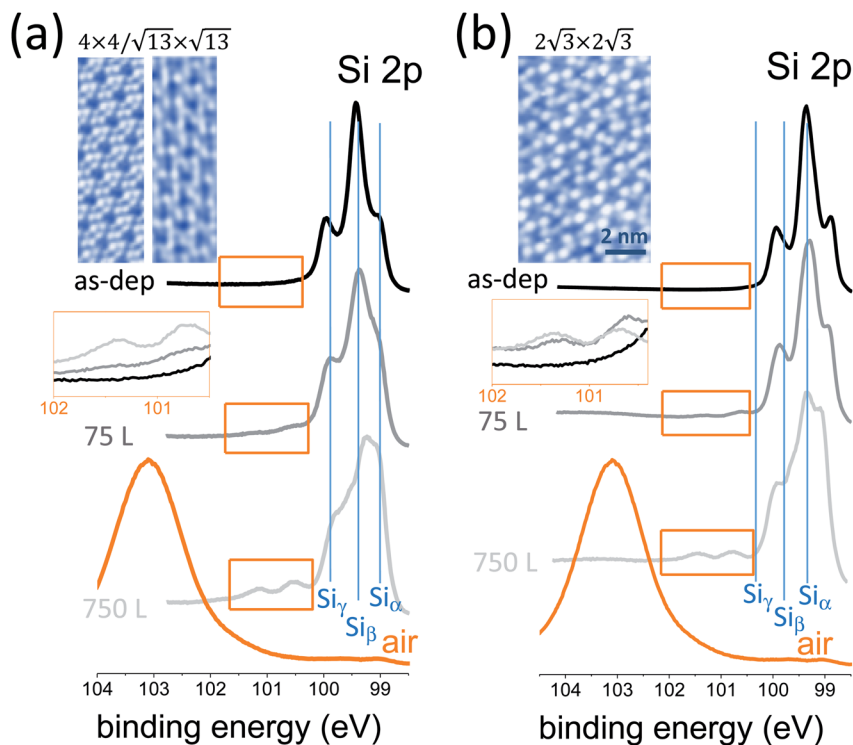 (a)
4×4/√13×√13
Si 2p
as-dep
102
101
75 L
750 L
Siγ
Siβ
Siα
air
104
103
102
101
100
99
binding energy (eV)
(b)
2√3×2√3
Si 2p
2 nm
as-dep
102
101
75 L
750 L
Siγ
Siβ
Siα
air
104
103
102
101
100
99
binding energy (eV)